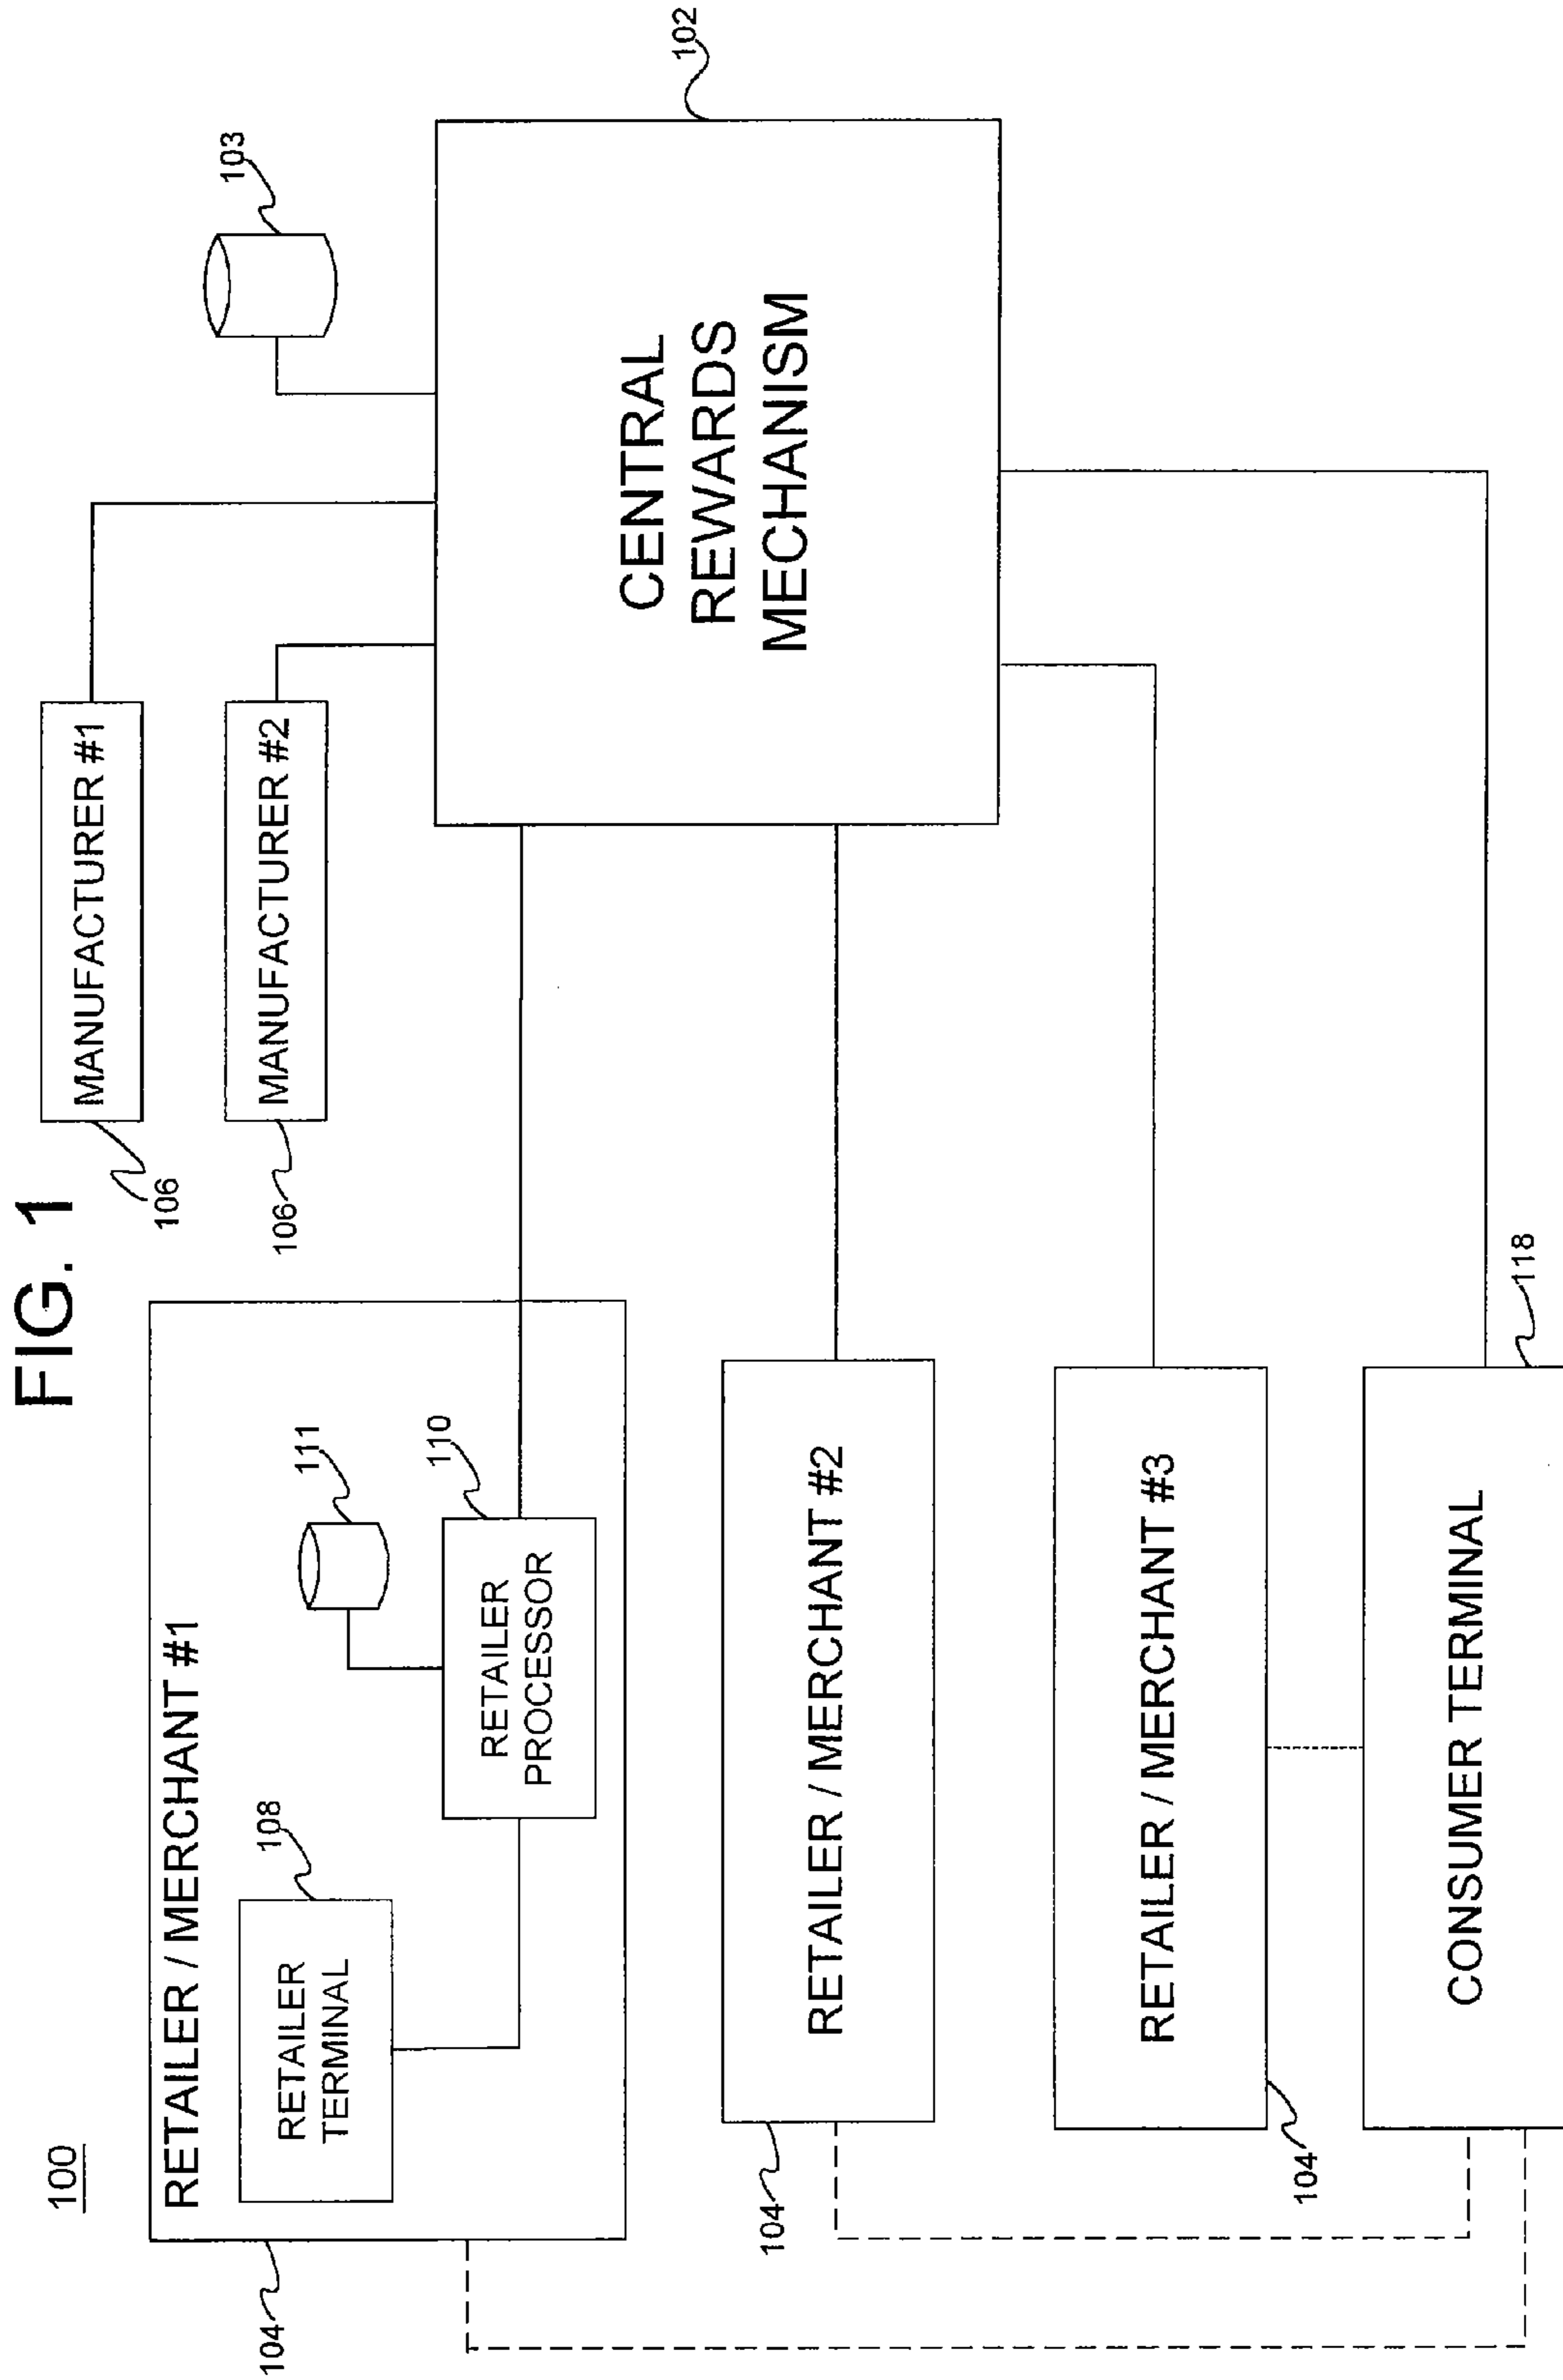 FIG. 1
100
RETAILER / MERCHANT #1
104
RETAILER
TERMINAL
108
RETAILER
PROCESSOR
110
111
MANUFACTURER #1
106
MANUFACTURER #2
106
103
CENTRAL
REWARDS
MECHANISM
102
RETAILER / MERCHANT #2
104
RETAILER / MERCHANT #3
104
CONSUMER TERMINAL
118